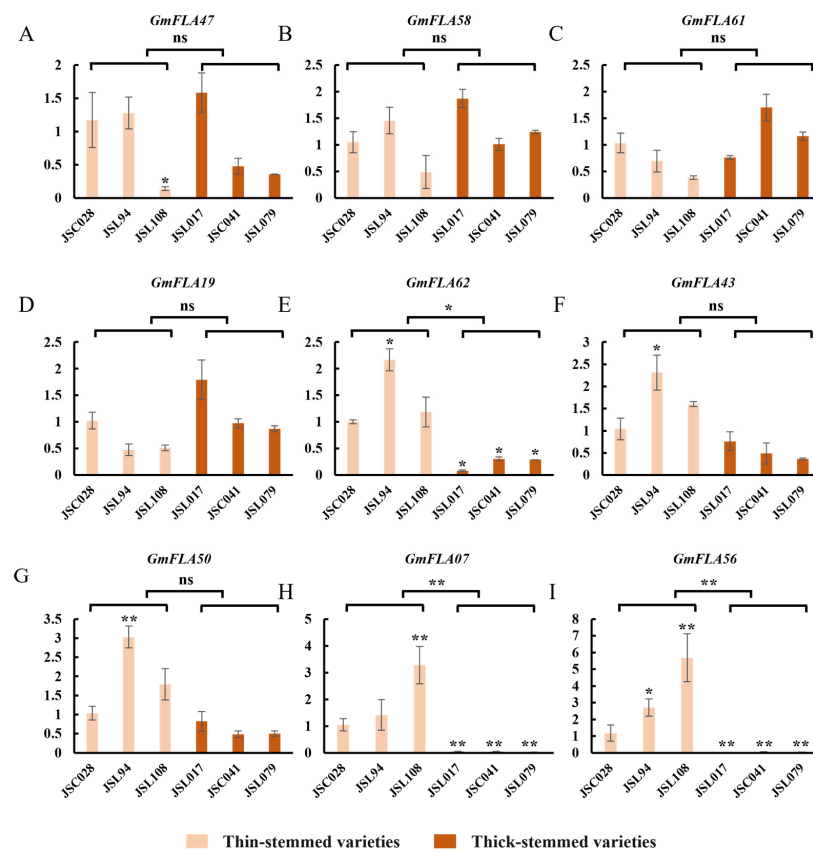 GmFLA47
GmFLA58
GmFLA61
A
ns
B
ns
C
ns
2
1.5
1
0.5
0
*
2.5
2
1.5
1
0.5
0
2.5
2
1.5
1
0.5
0
JSC028
JSL94
JSL108
JSL017
JSC041
JSL079
JSC028
JSL94
JSL108
JSL017
JSC041
JSL079
JSC028
JSL94
JSL108
JSL017
JSC041
JSL079
GmFLA19
GmFLA62
GmFLA43
D
ns
E
*
F
ns
2.5
2
1.5
1
0.5
0
2.5
2
1.5
1
0.5
0
*
*
*
*
3
2.5
2
1.5
1
0.5
0
*
JSC028
JSL94
JSL108
JSL017
JSC041
JSL079
JSC028
JSL94
JSL108
JSL017
JSC041
JSL079
JSC028
JSL94
JSL108
JSL017
JSC041
JSL079
GmFLA50
GmFLA07
GmFLA56
G
ns
H
**
I
**
3.5
3
2.5
2
1.5
1
0.5
0
**
5
4
3
2
1
0
**
**
**
**
8
7
6
5
4
3
2
1
0
*
**
**
**
**
JSC028
JSL94
JSL108
JSL017
JSC041
JSL079
JSC028
JSL94
JSL108
JSL017
JSC041
JSL079
JSC028
JSL94
JSL108
JSL017
JSC041
JSL079
Thin-stemmed varieties
Thick-stemmed varieties